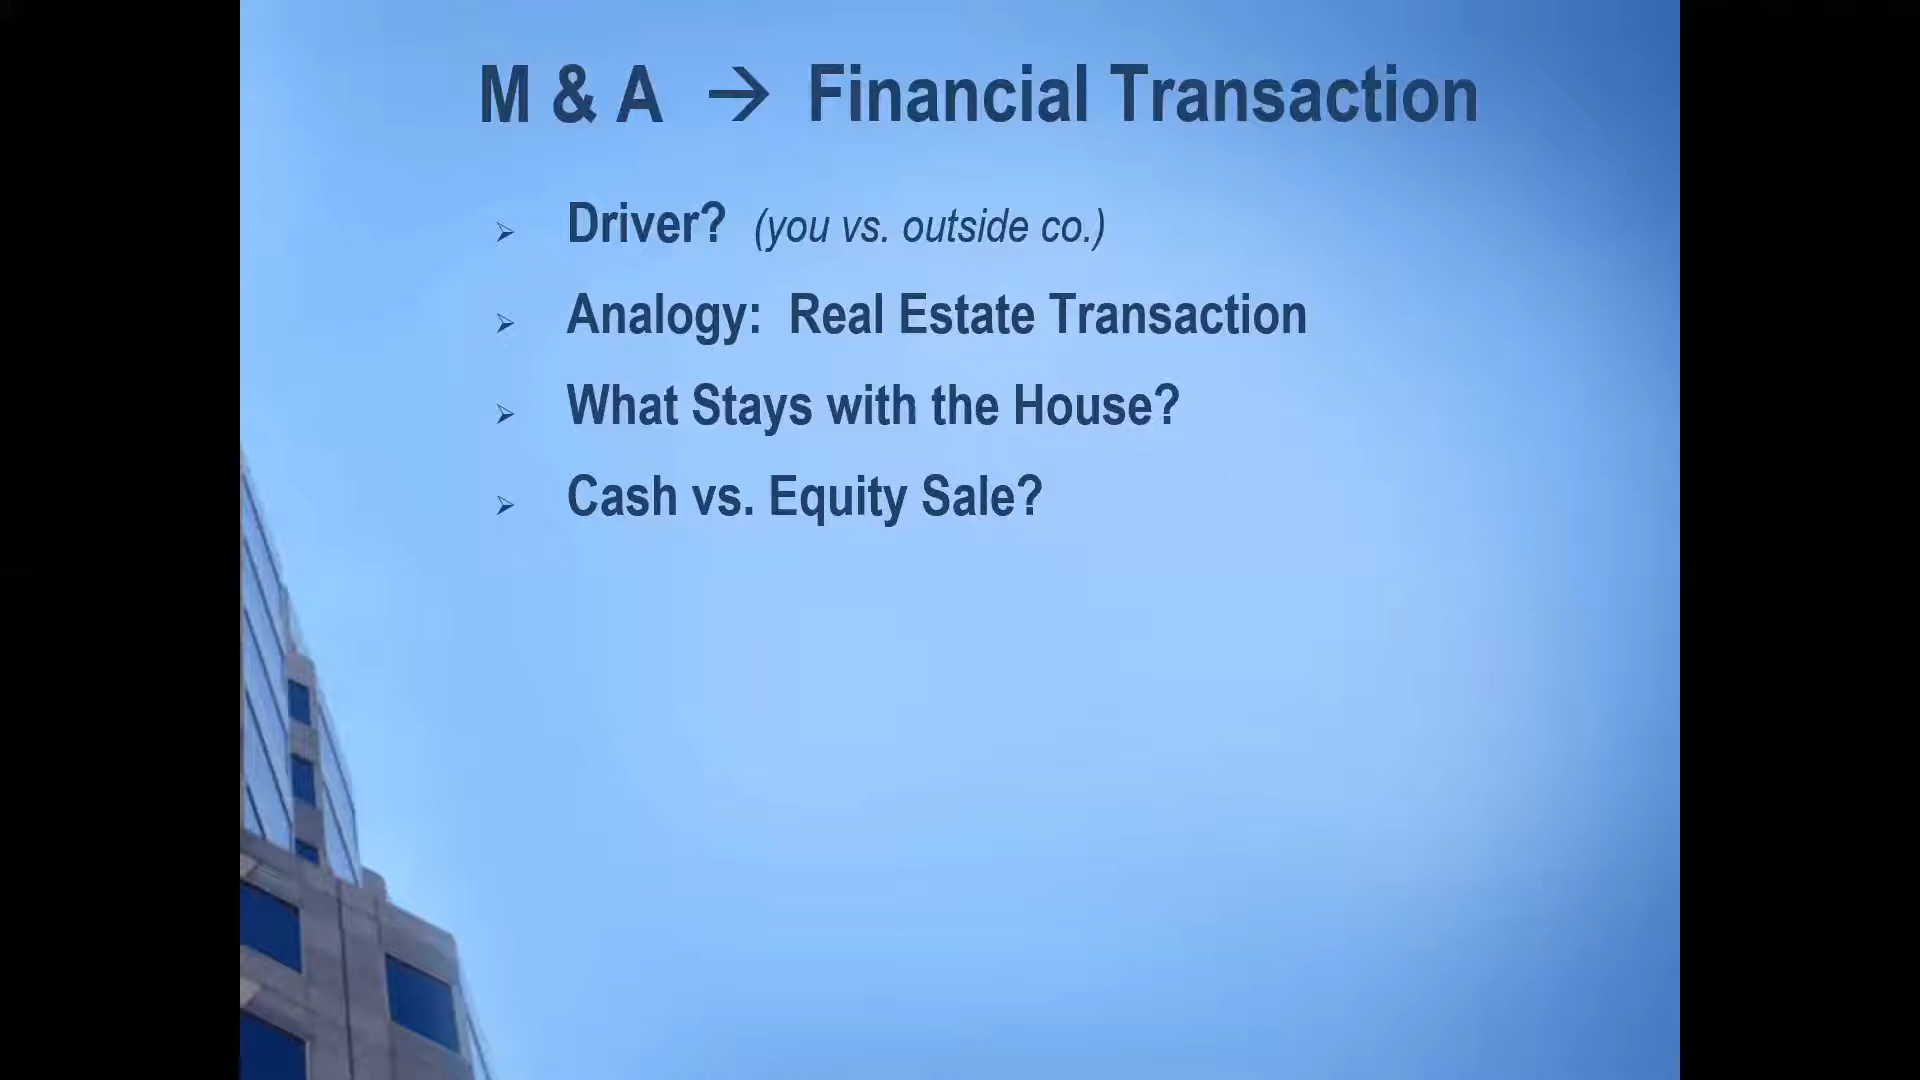 M & A → Financial Transaction
➢ Driver? (you vs. outside co.)
➢ Analogy: Real Estate Transaction
➢ What Stays with the House?
➢ Cash vs. Equity Sale?